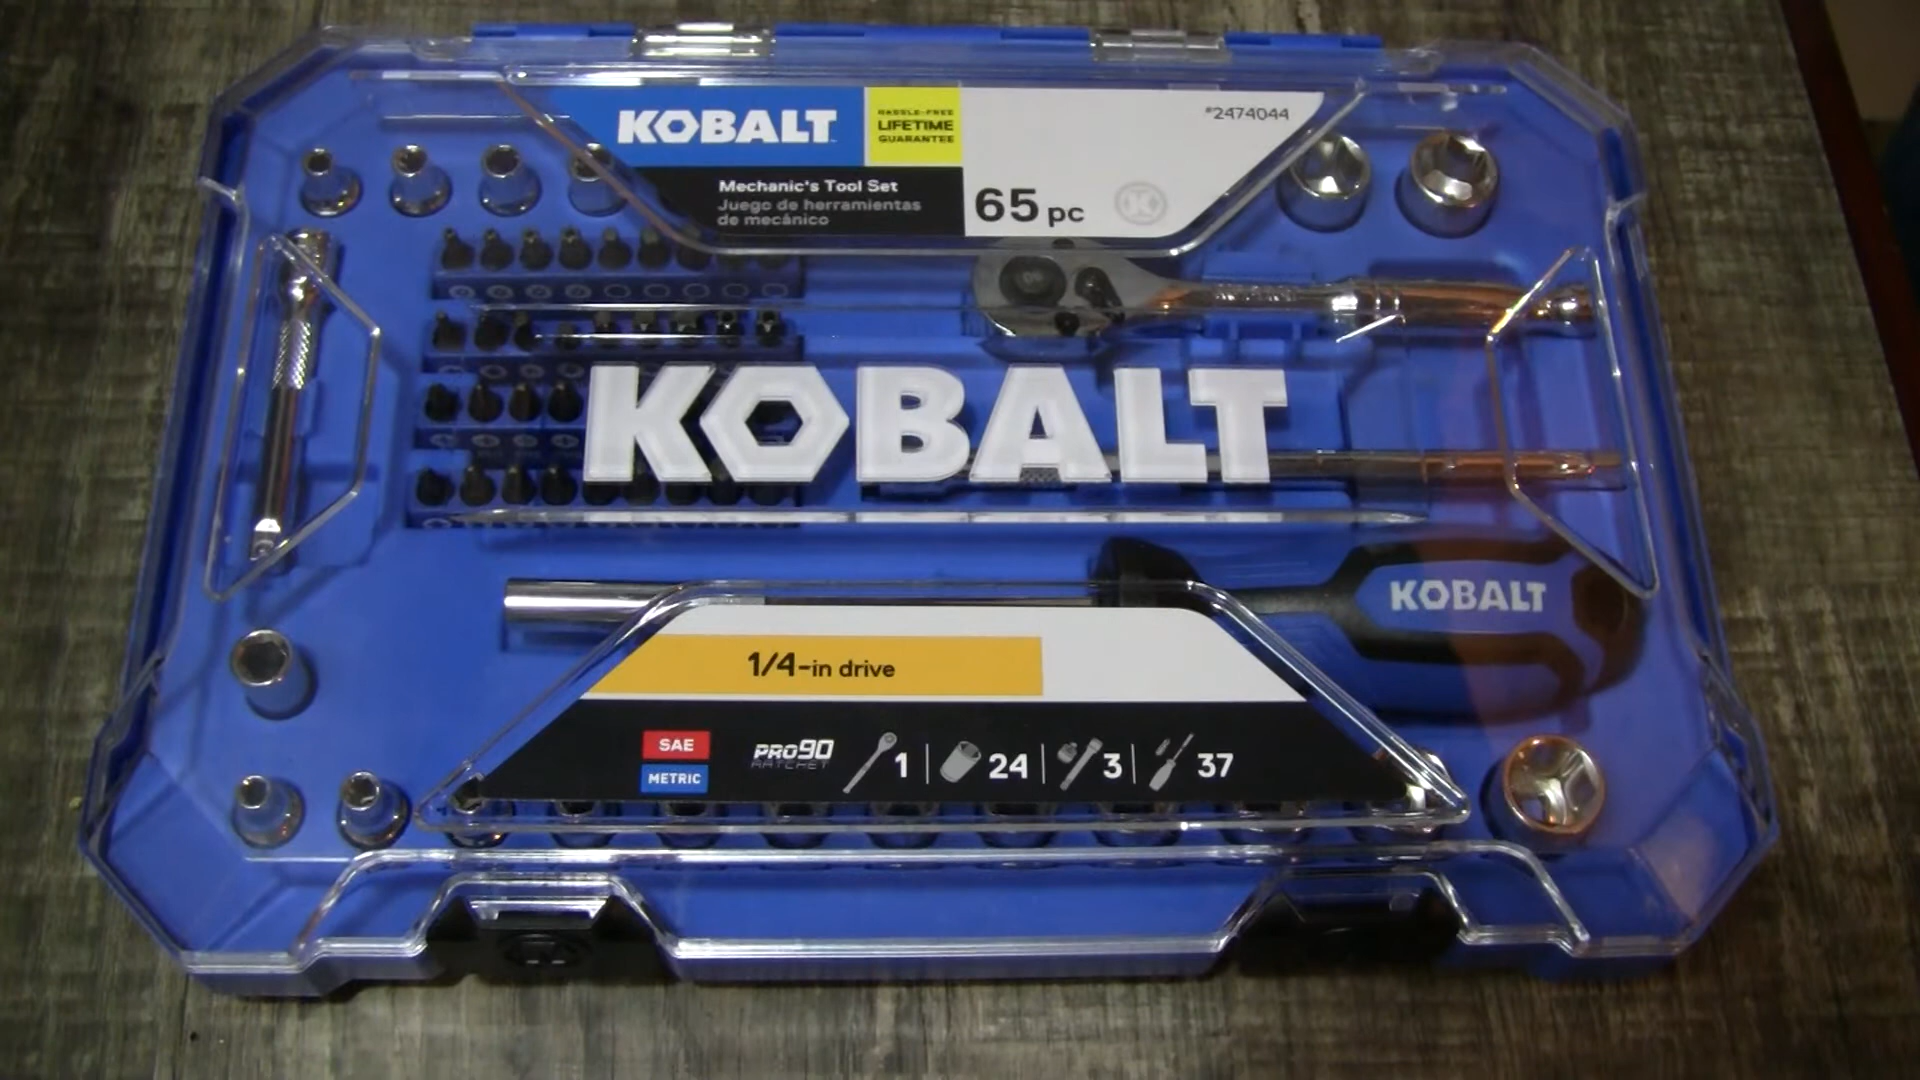 KOBALT
HASSLE-FREE
LIFETIME
GUARANTEE
#2474044
Mechanic's Tool Set
Juego de herramientas
de mecánico
65 pc
KOBALT
KOBALT
1/4-in drive
SAE
METRIC
PRO90
RATCHET
1
24
3
37